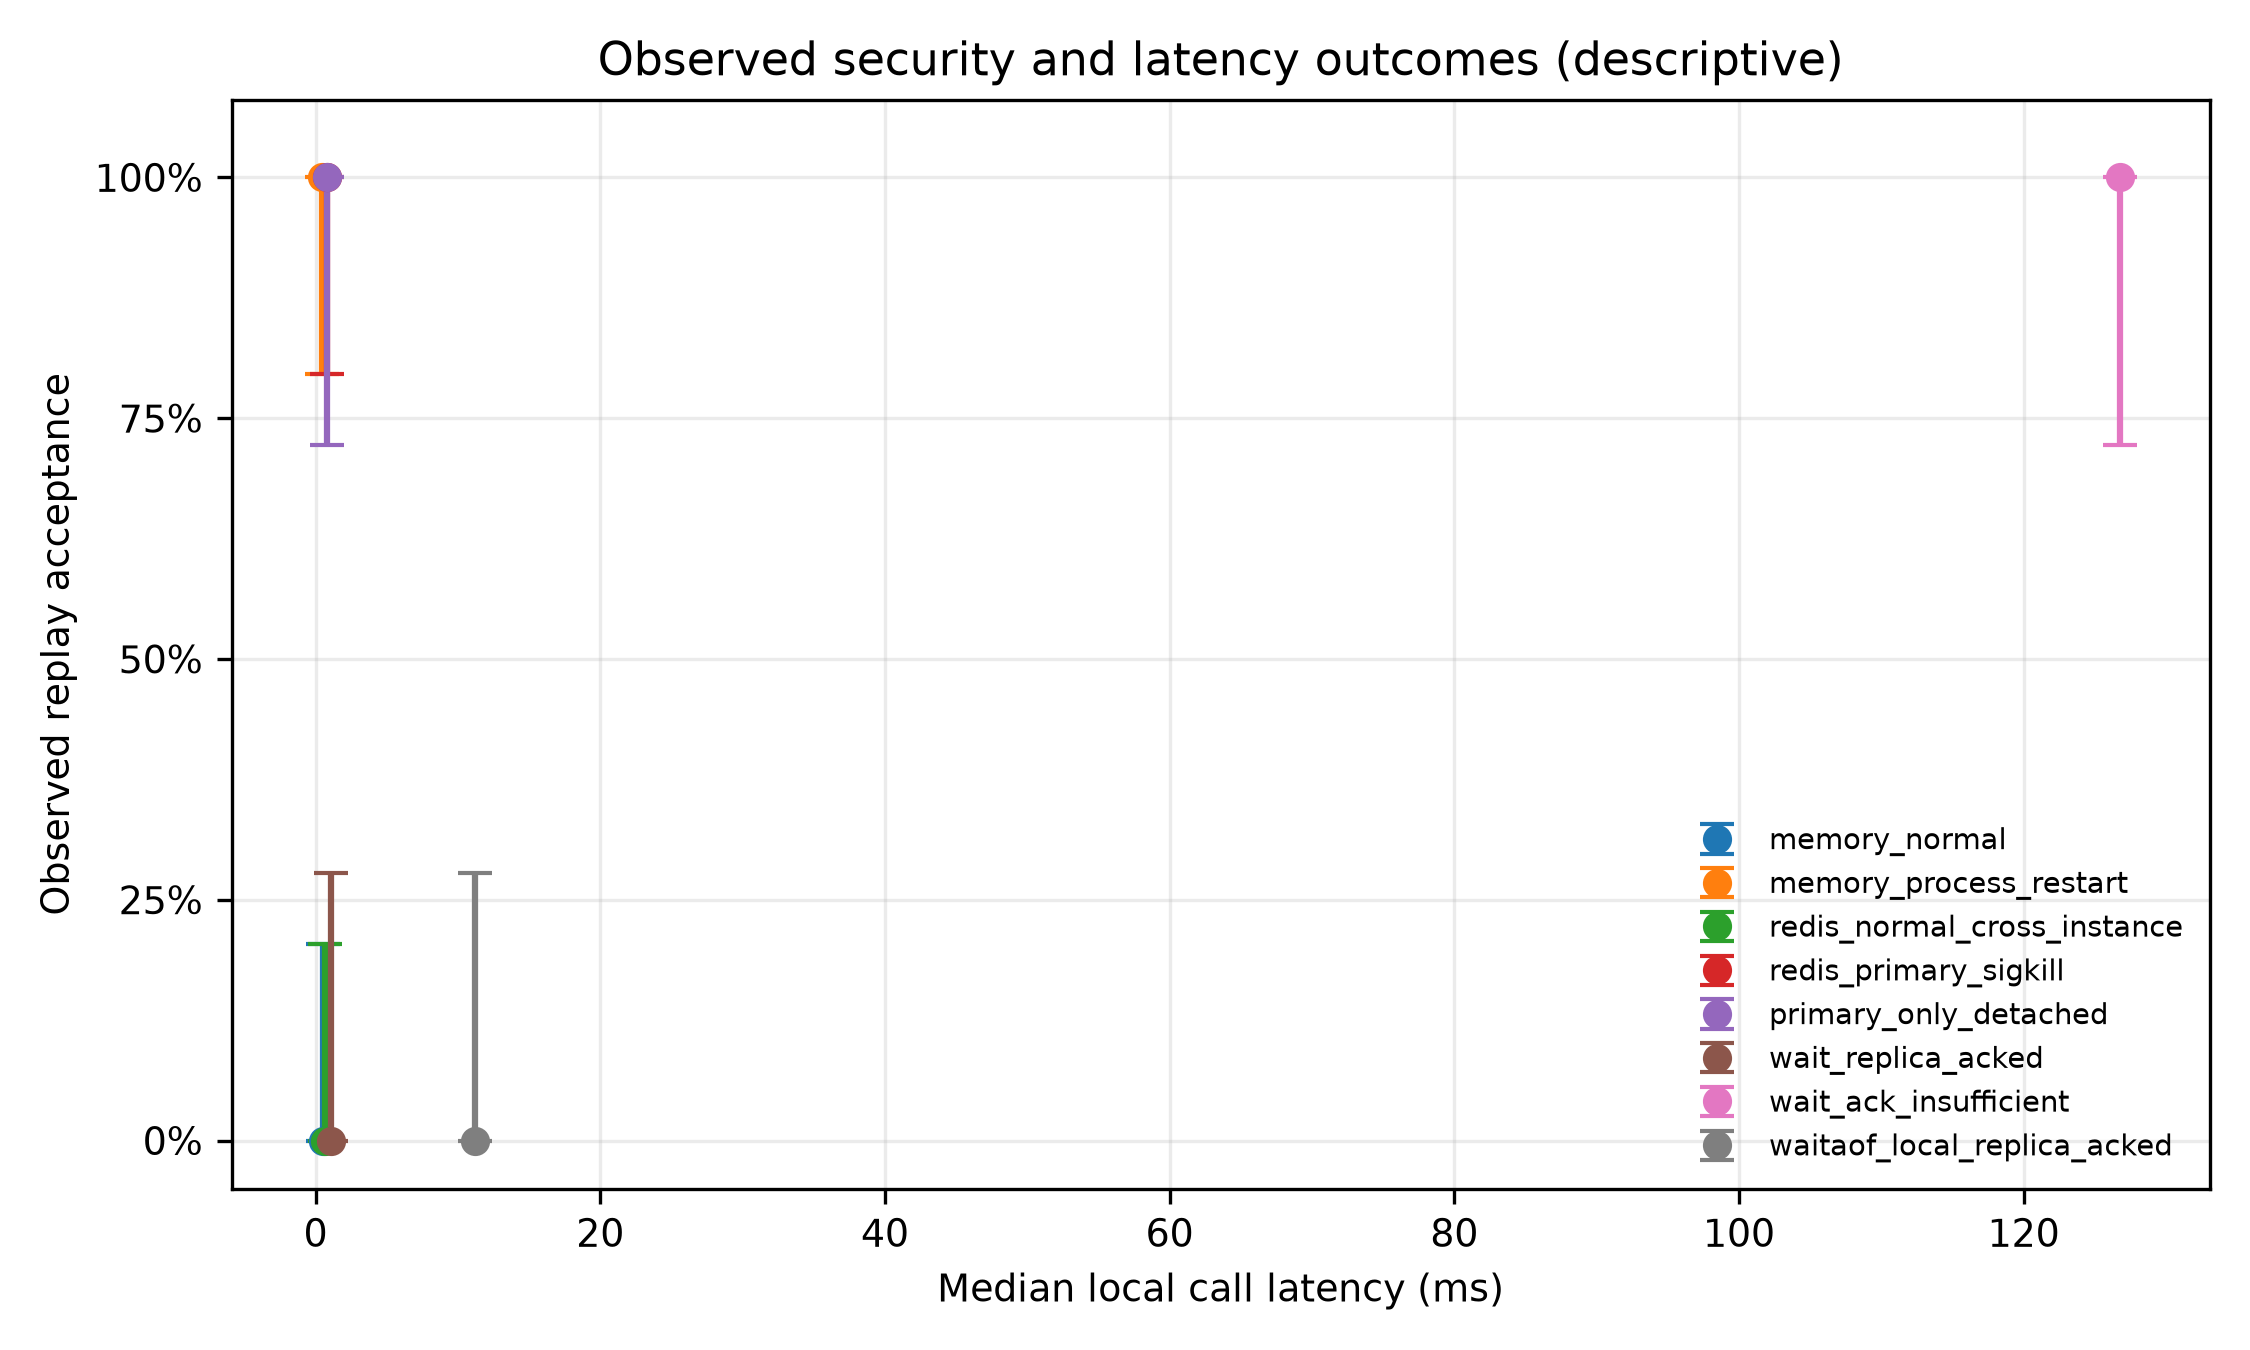 Observed security and latency outcomes (descriptive)
Observed replay acceptance
100%
75%
50%
25%
0%
memory_normal
memory_process_restart
redis_normal_cross_instance
redis_primary_sigkill
primary_only_detached
wait_replica_acked
wait_ack_insufficient
waitaof_local_replica_acked
0 20 40 60 80 100 120
Median local call latency (ms)